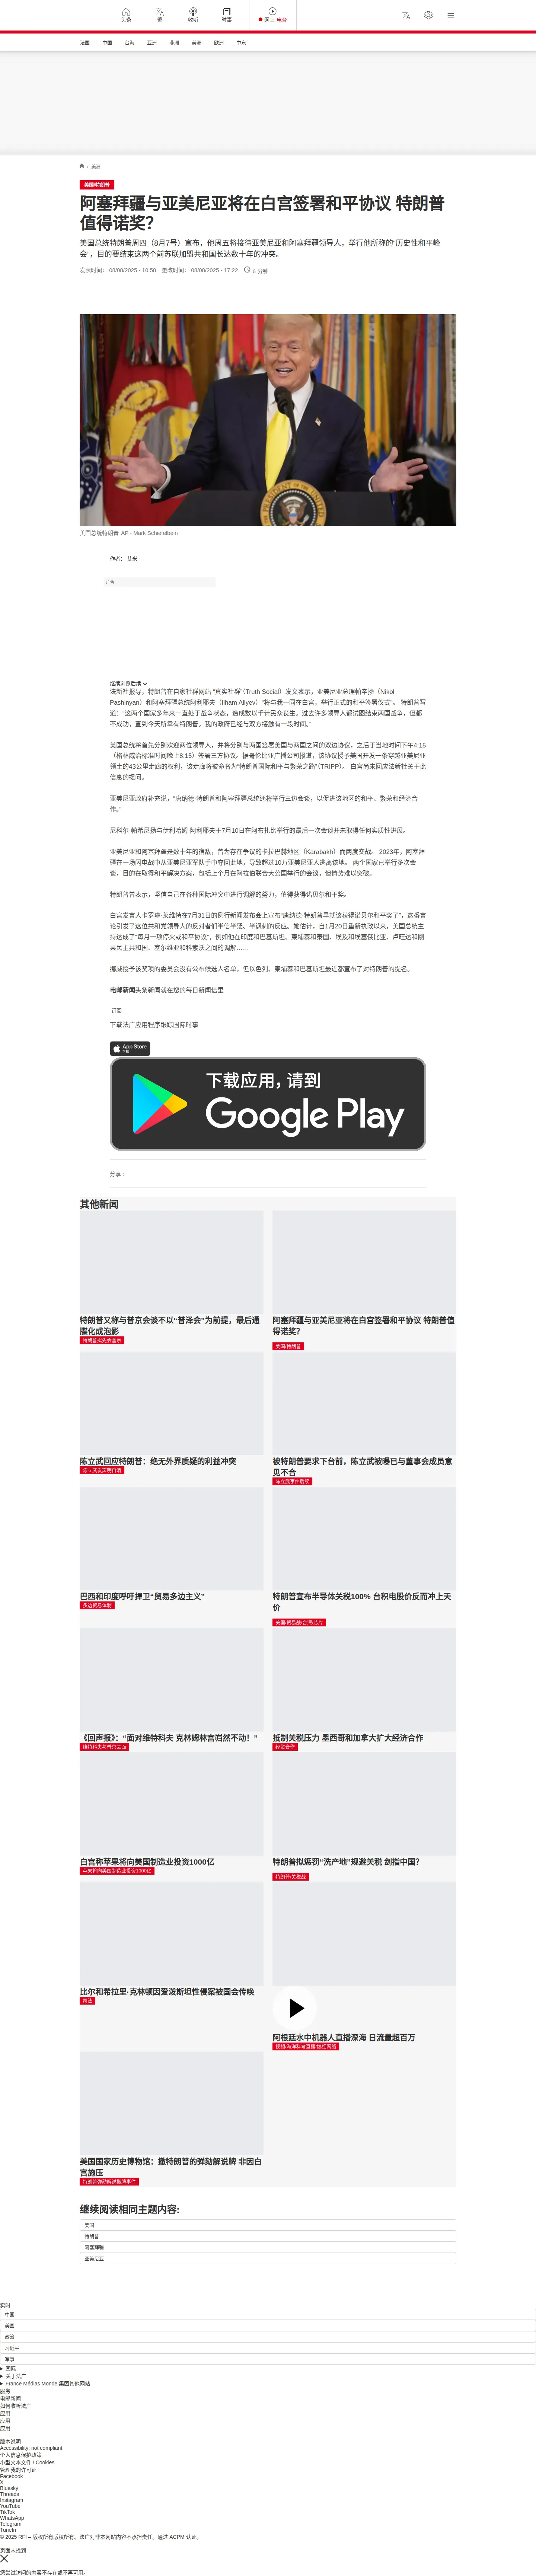 头条
繁
收听
时事
网上 电台
法国 中国 台海 亚洲 非洲 美洲 欧洲 中东
/ 美洲
美国/特朗普
阿塞拜疆与亚美尼亚将在白宫签署和平协议 特朗普
值得诺奖？
美国总统特朗普周四（8月7号）宣布，他周五将接待亚美尼亚和阿塞拜疆领导人，举行他所称的“历史性和平峰
会”，目的要结束这两个前苏联加盟共和国长达数十年的冲突。
发表时间： 08/08/2025 - 10:58 更改时间： 08/08/2025 - 17:22 6 分钟
美国总统特朗普 AP - Mark Schiefelbein
作者： 艾米
广告
继续浏览后续
法新社报导，特朗普在自家社群网站 “真实社群”（Truth Social）发文表示，亚美尼亚总理帕辛扬（Nikol
Pashinyan）和阿塞拜疆总统阿利耶夫（Ilham Aliyev）“将与我一同在白宫，举行正式的和平签署仪式”。 特朗普写
道：“这两个国家多年来一直处于战争状态，造成数以千计民众丧生。过去许多领导人都试图结束两国战争，但都
不成功，直到今天所幸有特朗普。我的政府已经与双方接触有一段时间。”
美国总统将首先分别欢迎两位领导人，并将分别与两国签署美国与两国之间的双边协议，之后于当地时间下午4:15
（格林威治标准时间晚上8:15）签署三方协议。据哥伦比亚广播公司报道，该协议授予美国开发一条穿越亚美尼亚
领土的43公里走廊的权利，该走廊将被命名为“特朗普国际和平与繁荣之路”（TRIPP）。 白宫尚未回应法新社关于此
信息的提问。
亚美尼亚政府补充说，“唐纳德·特朗普和阿塞拜疆总统还将举行三边会谈，以促进该地区的和平、繁荣和经济合
作。”
尼科尔·帕希尼扬与伊利哈姆·阿利耶夫于7月10日在阿布扎比举行的最后一次会谈并未取得任何实质性进展。
亚美尼亚和阿塞拜疆是数十年的宿敌，曾为存在争议的卡拉巴赫地区（Karabakh）而两度交战。 2023年，阿塞拜
疆在一场闪电战中从亚美尼亚军队手中夺回此地，导致超过10万亚美尼亚人逃离该地。 两个国家已举行多次会
谈，目的在取得和平解决方案，包括上个月在阿拉伯联合大公国举行的会谈，但情势难以突破。
特朗普曾表示，坚信自己在各种国际冲突中进行调解的努力，值得获得诺贝尔和平奖。
白宫发言人卡罗琳·莱维特在7月31日的例行新闻发布会上宣布“唐纳德·特朗普早就该获得诺贝尔和平奖了”，这番言
论引发了这位共和党领导人的反对者们半信半疑、半讽刺的反应。她估计，自1月20日重新执政以来，美国总统主
持达成了“每月一项停火或和平协议”，例如他在印度和巴基斯坦、柬埔寨和泰国、埃及和埃塞俄比亚、卢旺达和刚
果民主共和国、塞尔维亚和科索沃之间的调解……
挪威授予该奖项的委员会没有公布候选人名单，但以色列、柬埔寨和巴基斯坦最近都宣布了对特朗普的提名。
电邮新闻头条新闻就在您的每日新闻信里
订阅
下载法广应用程序跟踪国际时事
App Store
下载
下载应用，请到
Google Play
分享 :
其他新闻
特朗普又称与普京会谈不以“普泽会”为前提，最后通
牒化成泡影
特朗普拟先会普京
阿塞拜疆与亚美尼亚将在白宫签署和平协议 特朗普值
得诺奖？
美国/特朗普
陈立武回应特朗普：绝无外界质疑的利益冲突
陈立武发声明自清
被特朗普要求下台前，陈立武被曝已与董事会成员意
见不合
陈立武事件后续
巴西和印度呼吁捍卫“贸易多边主义”
多边贸易体制
特朗普宣布半导体关税100% 台积电股价反而冲上天
价
美国/贸易战/台湾/芯片
《回声报》：“面对维特科夫 克林姆林宫岿然不动！”
维特科夫与普京会面
抵制关税压力 墨西哥和加拿大扩大经济合作
经贸合作
白宫称苹果将向美国制造业投资1000亿
苹果将向美国制造业投资1000亿
特朗普拟惩罚“洗产地”规避关税 剑指中国？
特朗普/关税战
比尔和希拉里·克林顿因爱泼斯坦性侵案被国会传唤
司法
阿根廷水中机器人直播深海 日流量超百万
视频/海洋科考直播/爆红网络
美国国家历史博物馆：撤特朗普的弹劾解说牌 非因白
宫施压
特朗普弹劾解说撤牌事件
继续阅读相同主题内容:
美国
特朗普
阿塞拜疆
亚美尼亚
实时
中国
美国
政治
习近平
军事
国际
关于法广
France Médias Monde 集团其他网站
服务
电邮新闻
如何收听法广
应用
应用
应用
版本说明
Accessibility: not compliant
个人信息保护政策
小型文本文件 / Cookies
管理我的许可证
Facebook
X
Bluesky
Threads
Instagram
YouTube
TikTok
WhatsApp
Telegram
TuneIn
© 2025 RFI – 版权所有版权所有。法广对非本网站内容不承担责任。通过 ACPM 认证。
页面未找到
您尝试访问的内容不存在或不再可用。